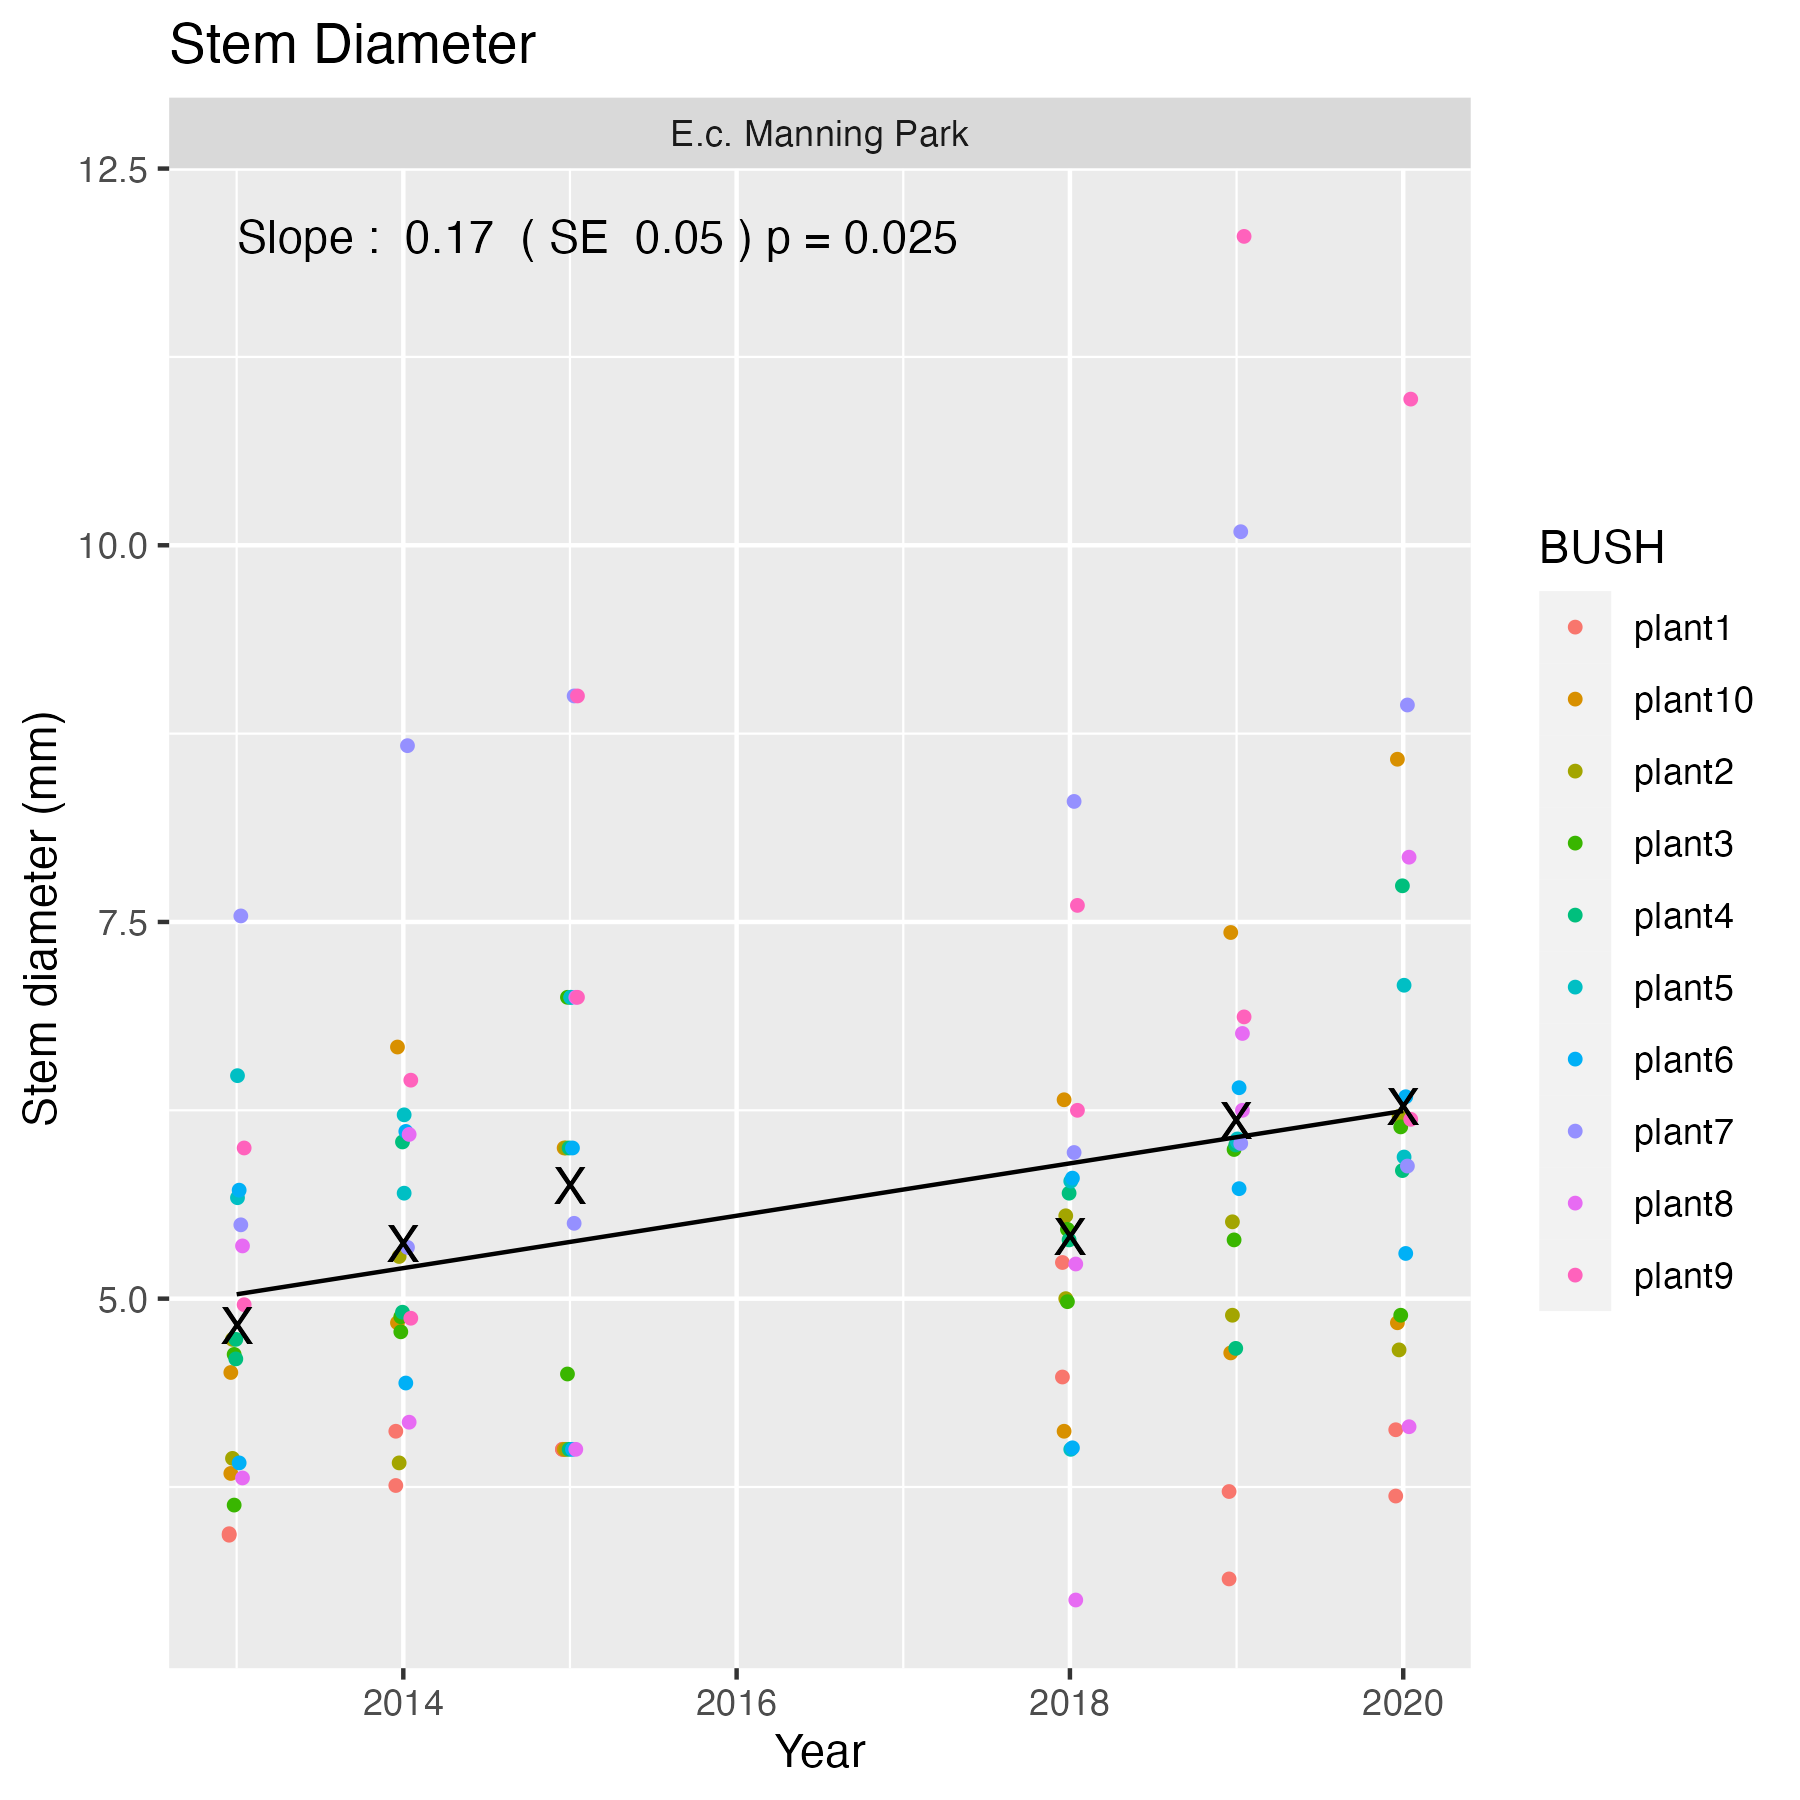 Stem Diameter
E.c. Manning Park
12.5
10.0
7.5
5.0
Stem diameter (mm)
Slope :  0.17  ( SE  0.05 ) p = 0.025
X
X
X
X
X
X
2014
2016
2018
2020
Year
BUSH
plant1
plant10
plant2
plant3
plant4
plant5
plant6
plant7
plant8
plant9